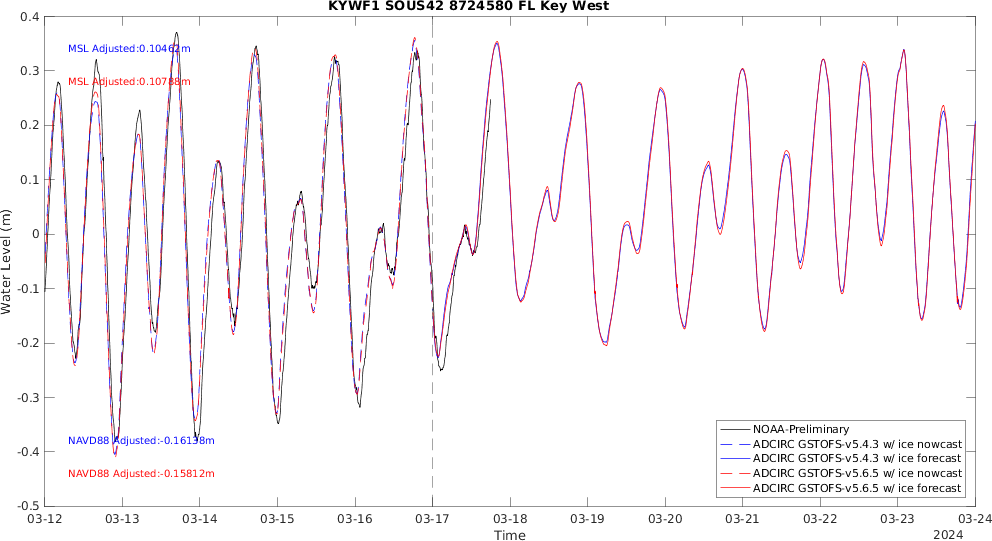 KYWF1 SOUS42 8724580 FL Key West
0.4
0.3
0.2
0.1
0
-0.1
-0.2
-0.3
-0.4
-0.5
Water Level (m)
MSL Adjusted:0.10462m
MSL Adjusted:0.10788m
NAVD88 Adjusted:-0.16138m
NAVD88 Adjusted:-0.15812m
NOAA-Preliminary
ADCIRC GSTOFS-v5.4.3 w/ ice nowcast
ADCIRC GSTOFS-v5.4.3 w/ ice forecast
ADCIRC GSTOFS-v5.6.5 w/ ice nowcast
ADCIRC GSTOFS-v5.6.5 w/ ice forecast
03-12 03-13 03-14 03-15 03-16 03-17 03-18 03-19 03-20 03-21 03-22 03-23 03-24
Time
2024